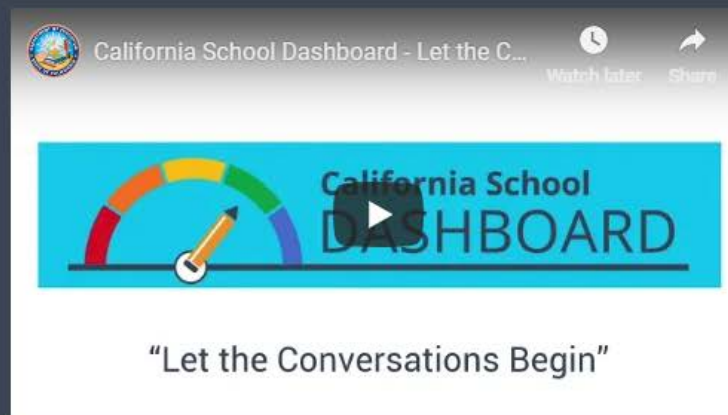 California School Dashboard - Let the C...
Watch later
Share
California School
DASHBOARD
“Let the Conversations Begin”